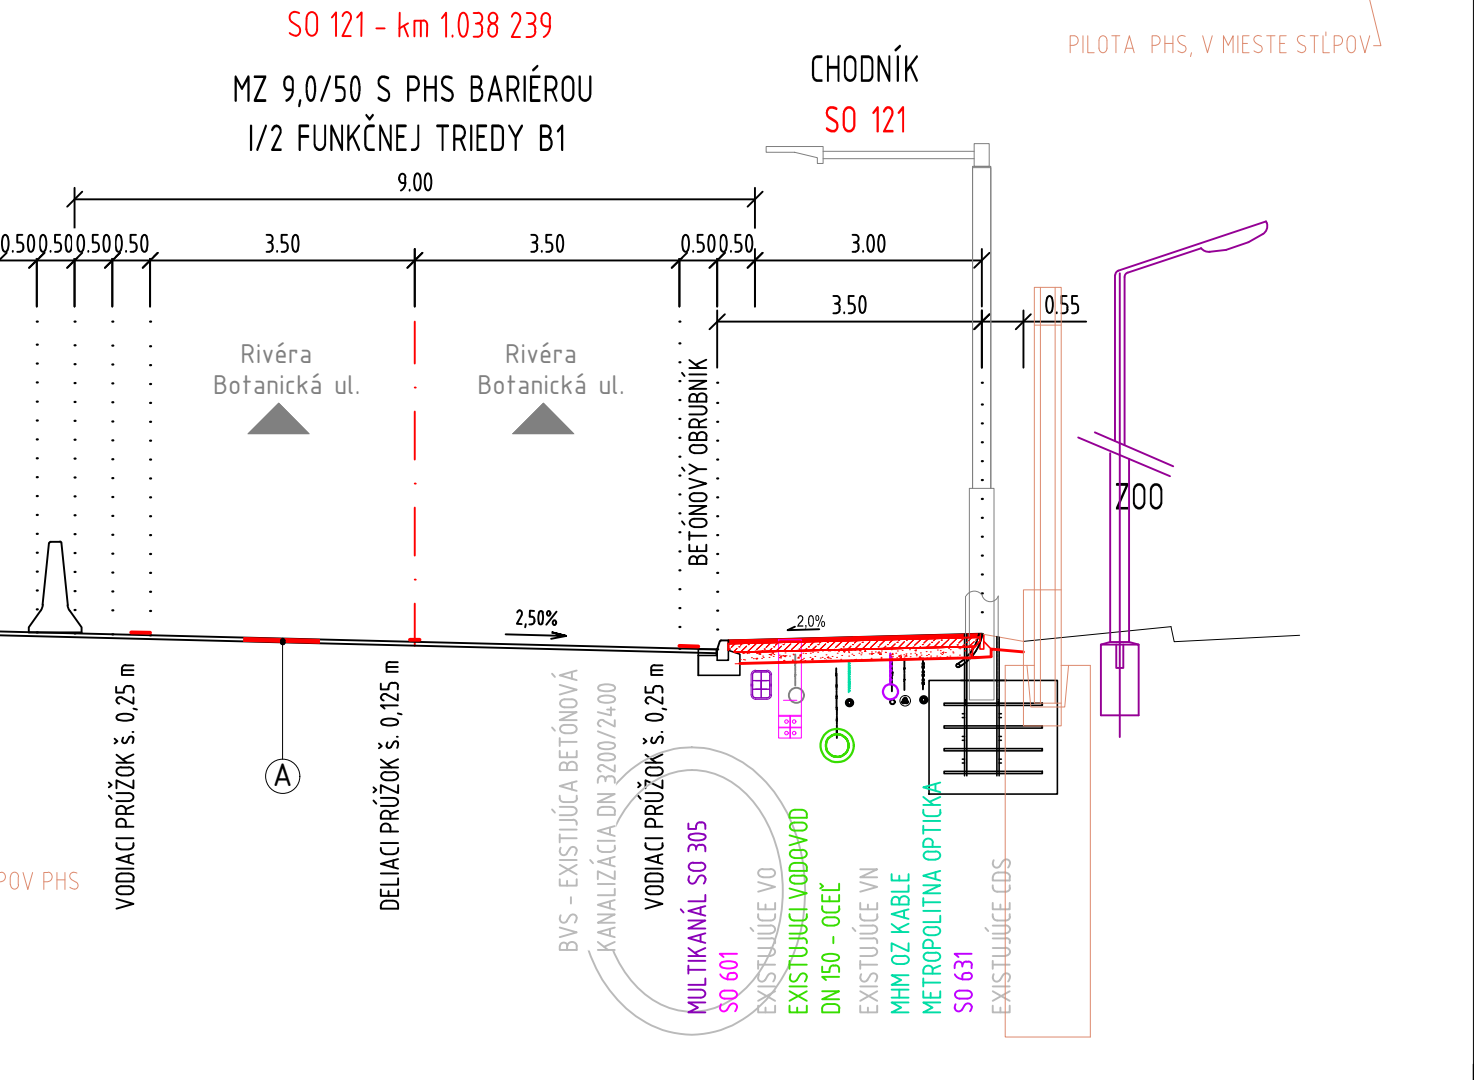 SO 121 - km 1.038 239
PILOTA PHS, V MIESTE STĹPOV
MZ 9,0/50 S PHS BARIÉROU
I/2 FUNKČNEJ TRIEDY B1
CHODNÍK
SO 121
9.00
0.50 0.50 0.50 0.50 3.50 3.50 0.50 0.50 3.00
3.50 0.55
Rivéra
Botanická ul.
Rivéra
Botanická ul.
BETÓNOVÝ OBRUBNÍK
ZOO
2,50%
2,0%
VODIACI PRÚŽOK š. 0,25 m
A
DELIACI PRÚŽOK š. 0,125 m
BVS - EXISTUJÚCA BETÓNOVÁ
KANALIZÁCIA DN 3200/2400
VODIACI PRÚŽOK š. 0,25 m
MULTIKANÁL SO 305
SO 601
EXISTUJÚCE VO
EXISTUJUCI VODOVOD
DN 150 - OCEĽ
EXISTUJÚCE VN
MHM OZ KABLE
METROPOLITNA OPTICKA
SO 631
EXISTUJÚCE CDS
POV PHS